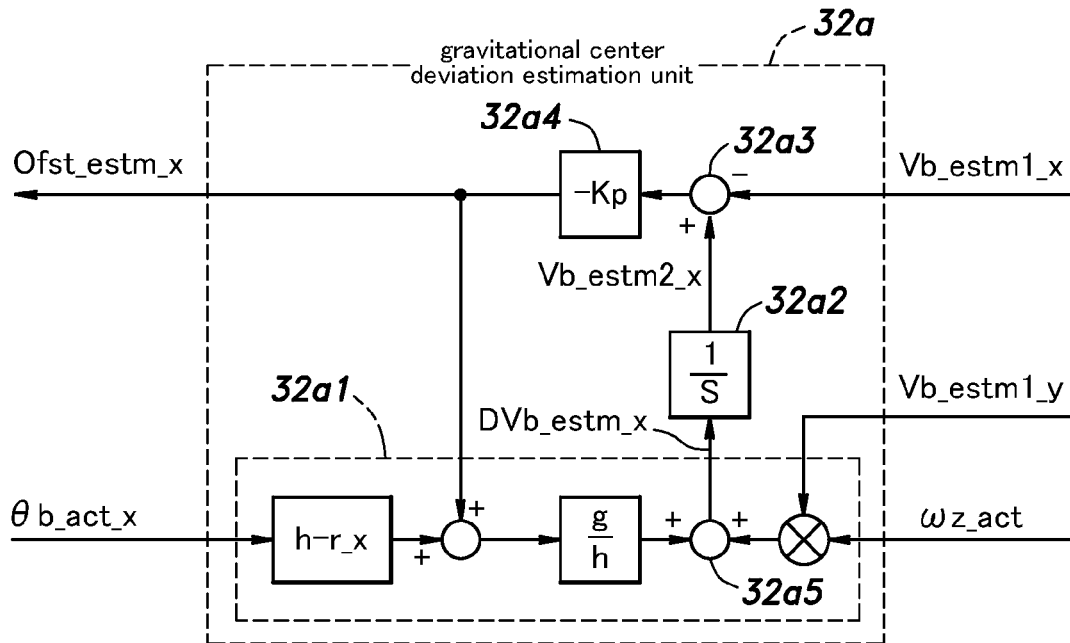 32a
gravitational center
deviation estimation unit
32a4
32a3
Ofst_estm_x
-Kp
-
Vb_estm1_x
+
Vb_estm2_x
32a2
1
S
32a1
Vb_estm1_y
DVb_estm_x
θb_act_x
h-r_x
+
+
g
h
+
+
ωz_act
32a5